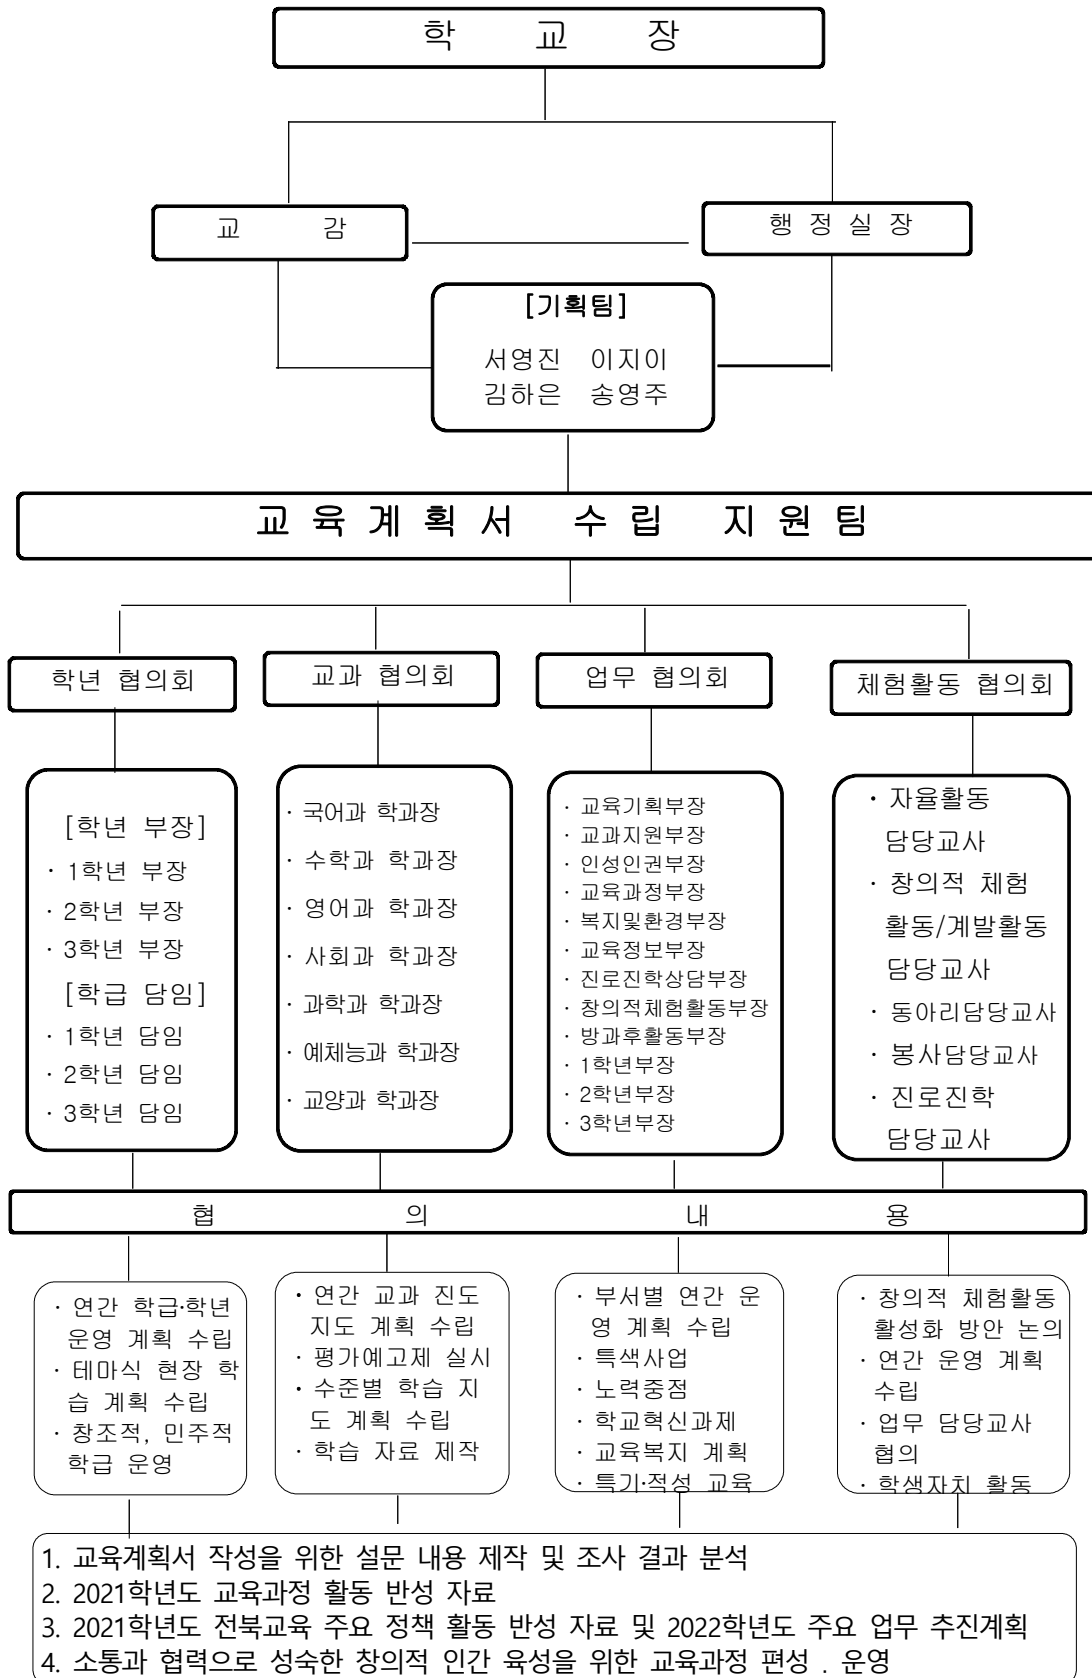 학 교 장
교 감
행 정 실 장
[기획팀]
서영진 이지이
김하은 송영주
교 육 계 획 서 수 립 지 원 팀
학년 협의회
교과 협의회
업무 협의회
체험활동 협의회
[학년 부장]
· 1학년 부장
· 2학년 부장
· 3학년 부장
[학급 담임]
· 1학년 담임
· 2학년 담임
· 3학년 담임
· 국어과 학과장
· 수학과 학과장
· 영어과 학과장
· 사회과 학과장
· 과학과 학과장
· 예체능과 학과장
· 교양과 학과장
· 교육기획부장
· 교과지원부장
· 인성인권부장
· 교육과정부장
· 복지및환경부장
· 교육정보부장
· 진로진학상담부장
· 창의적체험활동부장
· 방과후활동부장
· 1학년부장
· 2학년부장
· 3학년부장
· 자율활동
담당교사
· 창의적 체험
활동/계발활동
담당교사
· 동아리담당교사
· 봉사담당교사
· 진로진학
담당교사
협 의 내 용
· 연간 학급·학년
운영 계획 수립
· 테마식 현장 학
습 계획 수립
· 창조적, 민주적
학급 운영
· 연간 교과 진도
지도 계획 수립
· 평가예고제 실시
· 수준별 학습 지
도 계획 수립
· 학습 자료 제작
· 부서별 연간 운
영 계획 수립
· 특색사업
· 노력중점
· 학교혁신과제
· 교육복지 계획
· 특기·적성 교육
· 창의적 체험활동
활성화 방안 논의
· 연간 운영 계획
수립
· 업무 담당교사
협의
· 학생자치 활동
1. 교육계획서 작성을 위한 설문 내용 제작 및 조사 결과 분석
2. 2021학년도 교육과정 활동 반성 자료
3. 2021학년도 전북교육 주요 정책 활동 반성 자료 및 2022학년도 주요 업무 추진계획
4. 소통과 협력으로 성숙한 창의적 인간 육성을 위한 교육과정 편성 . 운영